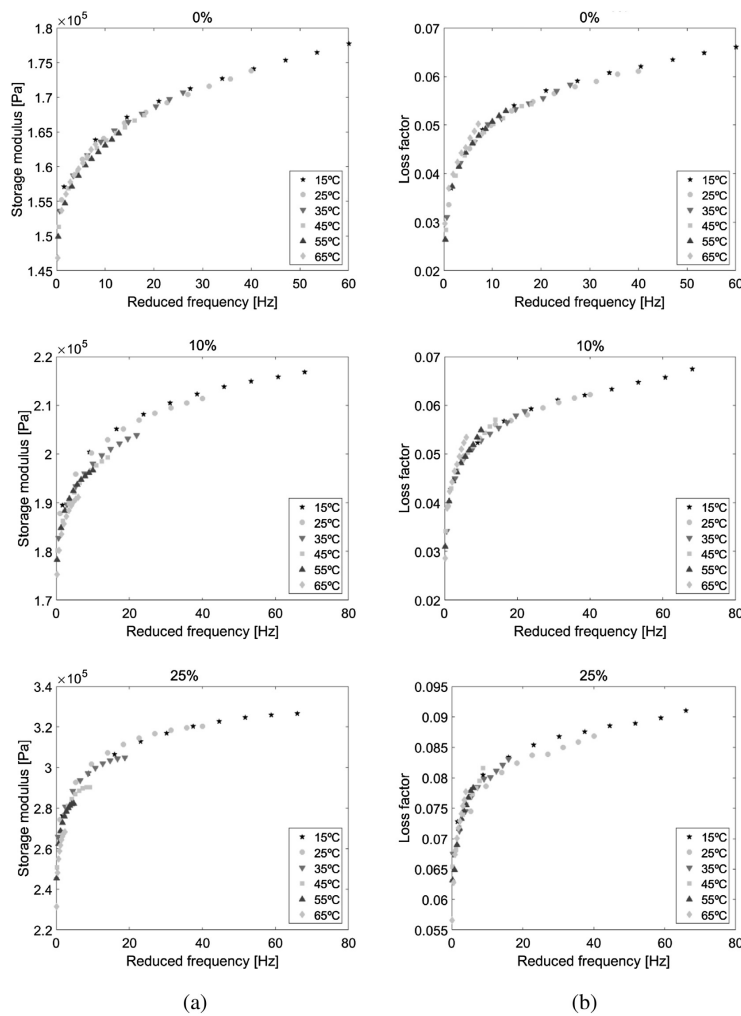 ×10⁵
0%
1.8
1.75
1.7
1.65
1.6
1.55
1.5
1.45
Storage modulus [Pa]
0 10 20 30 40 50 60
Reduced frequency [Hz]
15ºC
25ºC
35ºC
45ºC
55ºC
65ºC
0%
0.07
0.06
0.05
0.04
0.03
0.02
Loss factor
0 10 20 30 40 50 60
Reduced frequency [Hz]
15ºC
25ºC
35ºC
45ºC
55ºC
65ºC
×10⁵
10%
2.2
2.1
2
1.9
1.8
1.7
Storage modulus [Pa]
0 20 40 60 80
Reduced frequency [Hz]
15ºC
25ºC
35ºC
45ºC
55ºC
65ºC
10%
0.07
0.06
0.05
0.04
0.03
0.02
Loss factor
0 20 40 60 80
Reduced frequency [Hz]
15ºC
25ºC
35ºC
45ºC
55ºC
65ºC
×10⁵
25%
3.4
3.2
3
2.8
2.6
2.4
2.2
Storage modulus [Pa]
0 20 40 60 80
Reduced frequency [Hz]
15ºC
25ºC
35ºC
45ºC
55ºC
65ºC
25%
0.095
0.09
0.085
0.08
0.075
0.07
0.065
0.06
0.055
Loss factor
0 20 40 60 80
Reduced frequency [Hz]
15ºC
25ºC
35ºC
45ºC
55ºC
65ºC
(a)
(b)